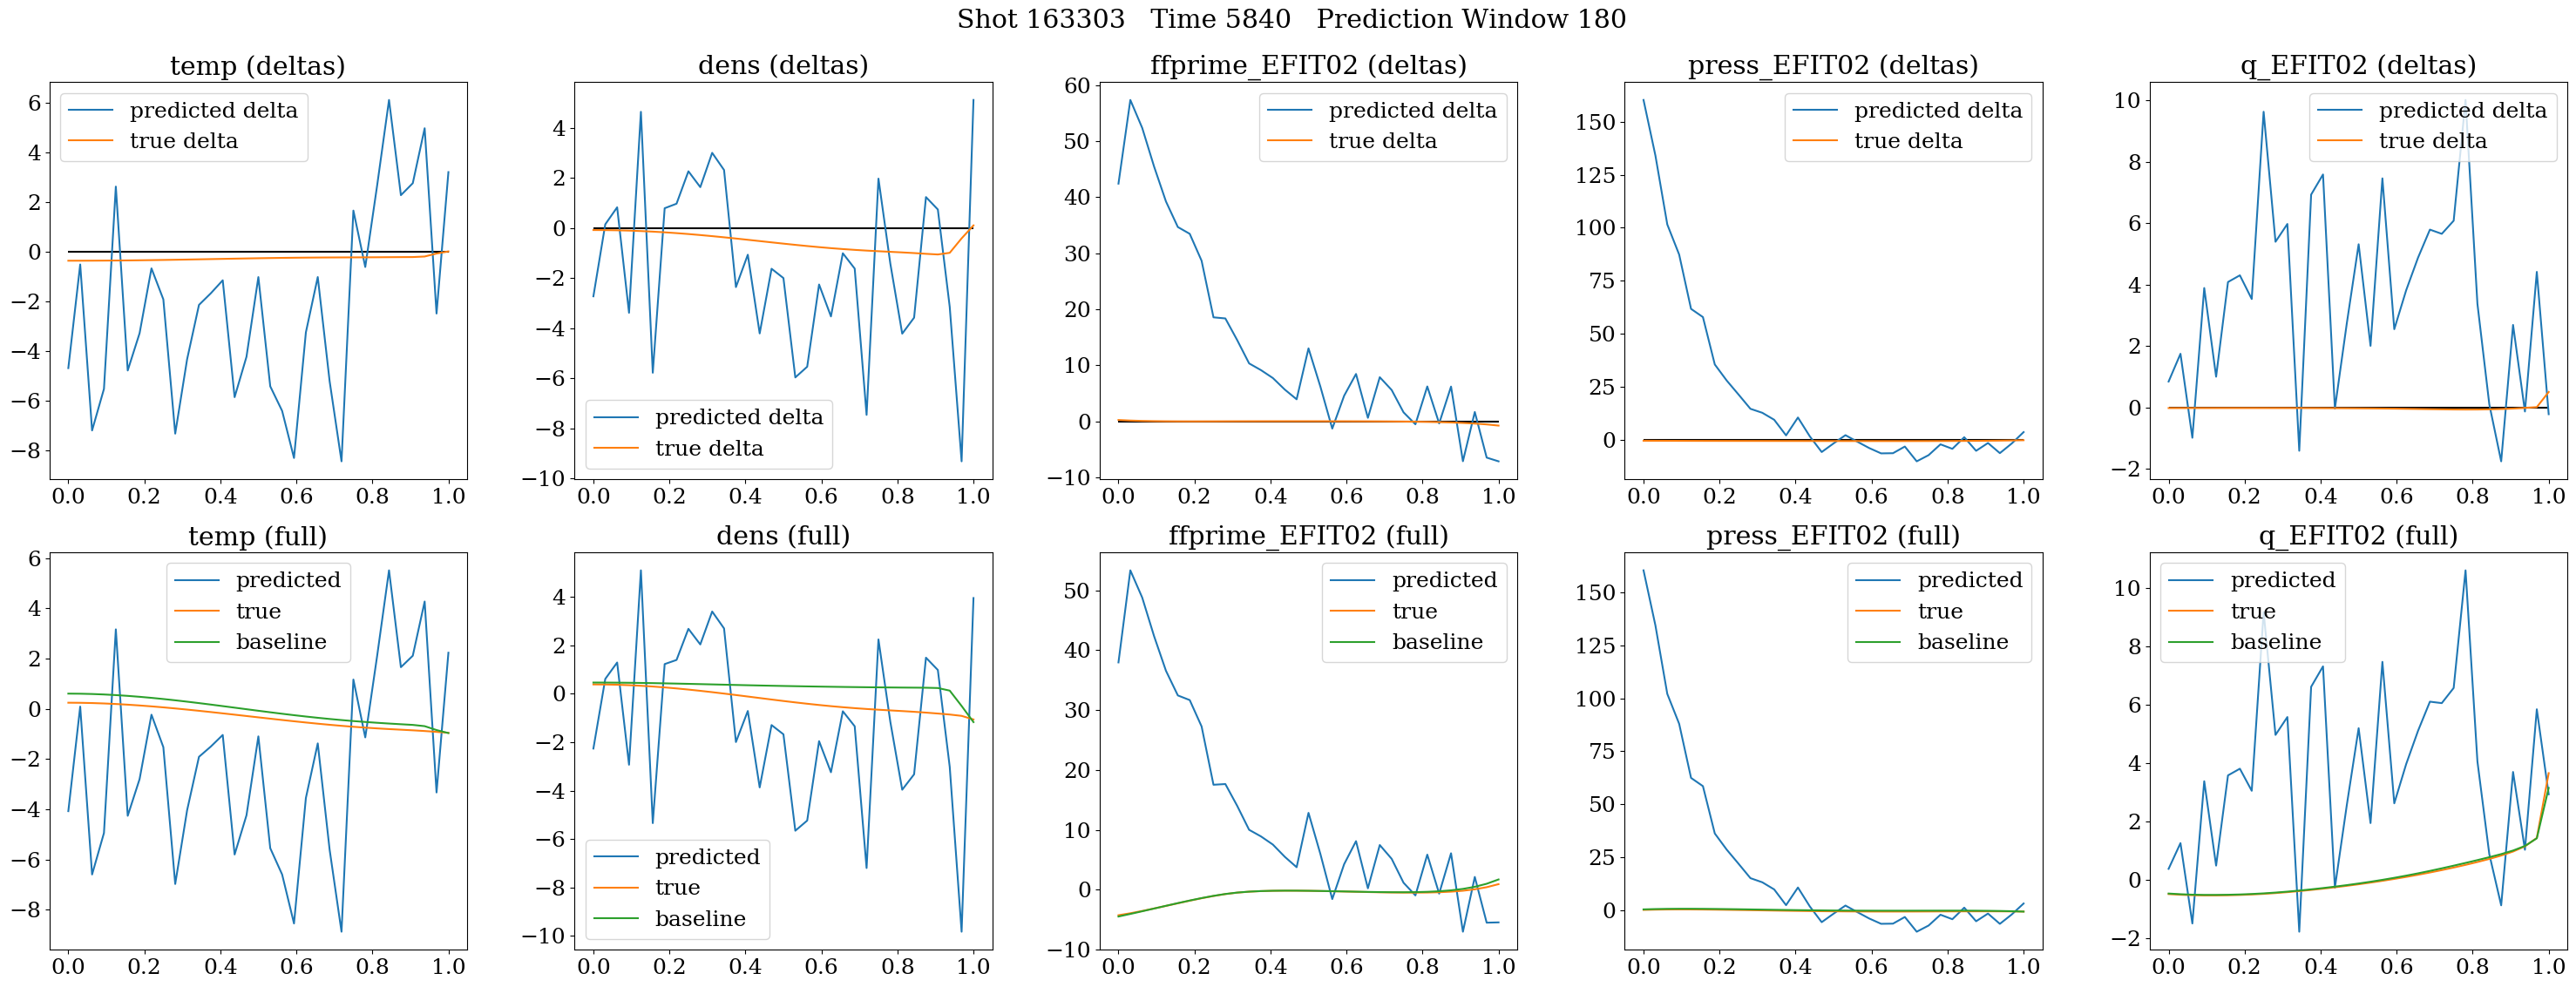 Shot 163303   Time 5840   Prediction Window 180
temp (deltas)
6
4
2
0
−2
−4
−6
−8
0.0 0.2 0.4 0.6 0.8 1.0
predicted delta
true delta
dens (deltas)
4
2
0
−2
−4
−6
−8
−10
0.0 0.2 0.4 0.6 0.8 1.0
predicted delta
true delta
ffprime_EFIT02 (deltas)
60
50
40
30
20
10
0
−10
0.0 0.2 0.4 0.6 0.8 1.0
predicted delta
true delta
press_EFIT02 (deltas)
150
125
100
75
50
25
0
0.0 0.2 0.4 0.6 0.8 1.0
predicted delta
true delta
q_EFIT02 (deltas)
10
8
6
4
2
0
−2
0.0 0.2 0.4 0.6 0.8 1.0
predicted delta
true delta
temp (full)
6
4
2
0
−2
−4
−6
−8
0.0 0.2 0.4 0.6 0.8 1.0
predicted
true
baseline
dens (full)
4
2
0
−2
−4
−6
−8
−10
0.0 0.2 0.4 0.6 0.8 1.0
predicted
true
baseline
ffprime_EFIT02 (full)
50
40
30
20
10
0
−10
0.0 0.2 0.4 0.6 0.8 1.0
predicted
true
baseline
press_EFIT02 (full)
150
125
100
75
50
25
0
0.0 0.2 0.4 0.6 0.8 1.0
predicted
true
baseline
q_EFIT02 (full)
10
8
6
4
2
0
−2
0.0 0.2 0.4 0.6 0.8 1.0
predicted
true
baseline